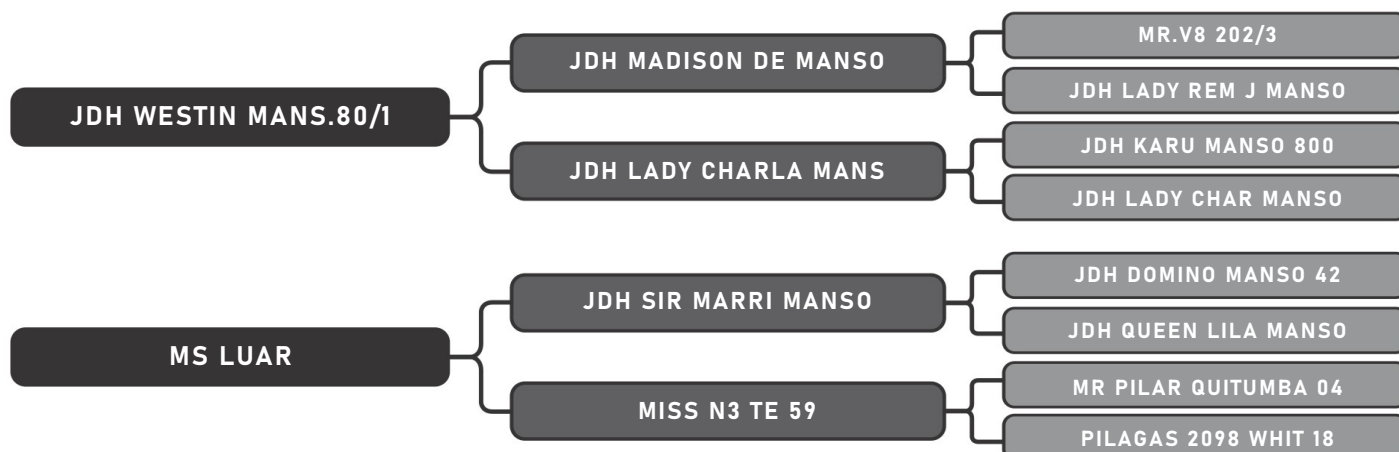 JDH WESTIN MANS.80/1
JDH MADISON DE MANSO
MR.V8 202/3
JDH LADY REM J MANSO
JDH LADY CHARLA MANS
JDH KARU MANSO 800
JDH LADY CHAR MANSO
MS LUAR
JDH SIR MARRI MANSO
JDH DOMINO MANSO 42
JDH QUEEN LILA MANSO
MISS N3 TE 59
MR PILAR QUITUMBA 04
PILAGAS 2098 WHIT 18